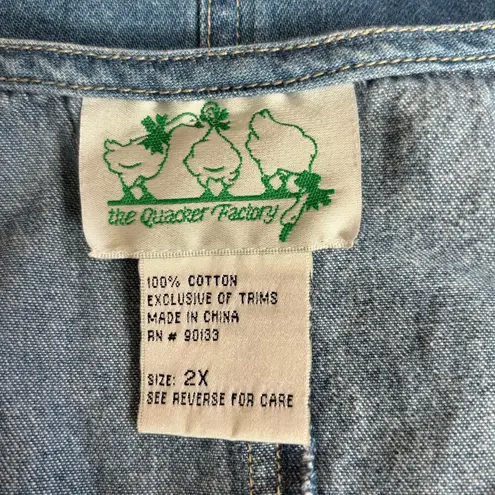 the Quacker Factory
100% COTTON
EXCLUSIVE OF TRIMS
MADE IN CHINA
RN # 90133
SIZE: 2X
SEE REVERSE FOR CARE